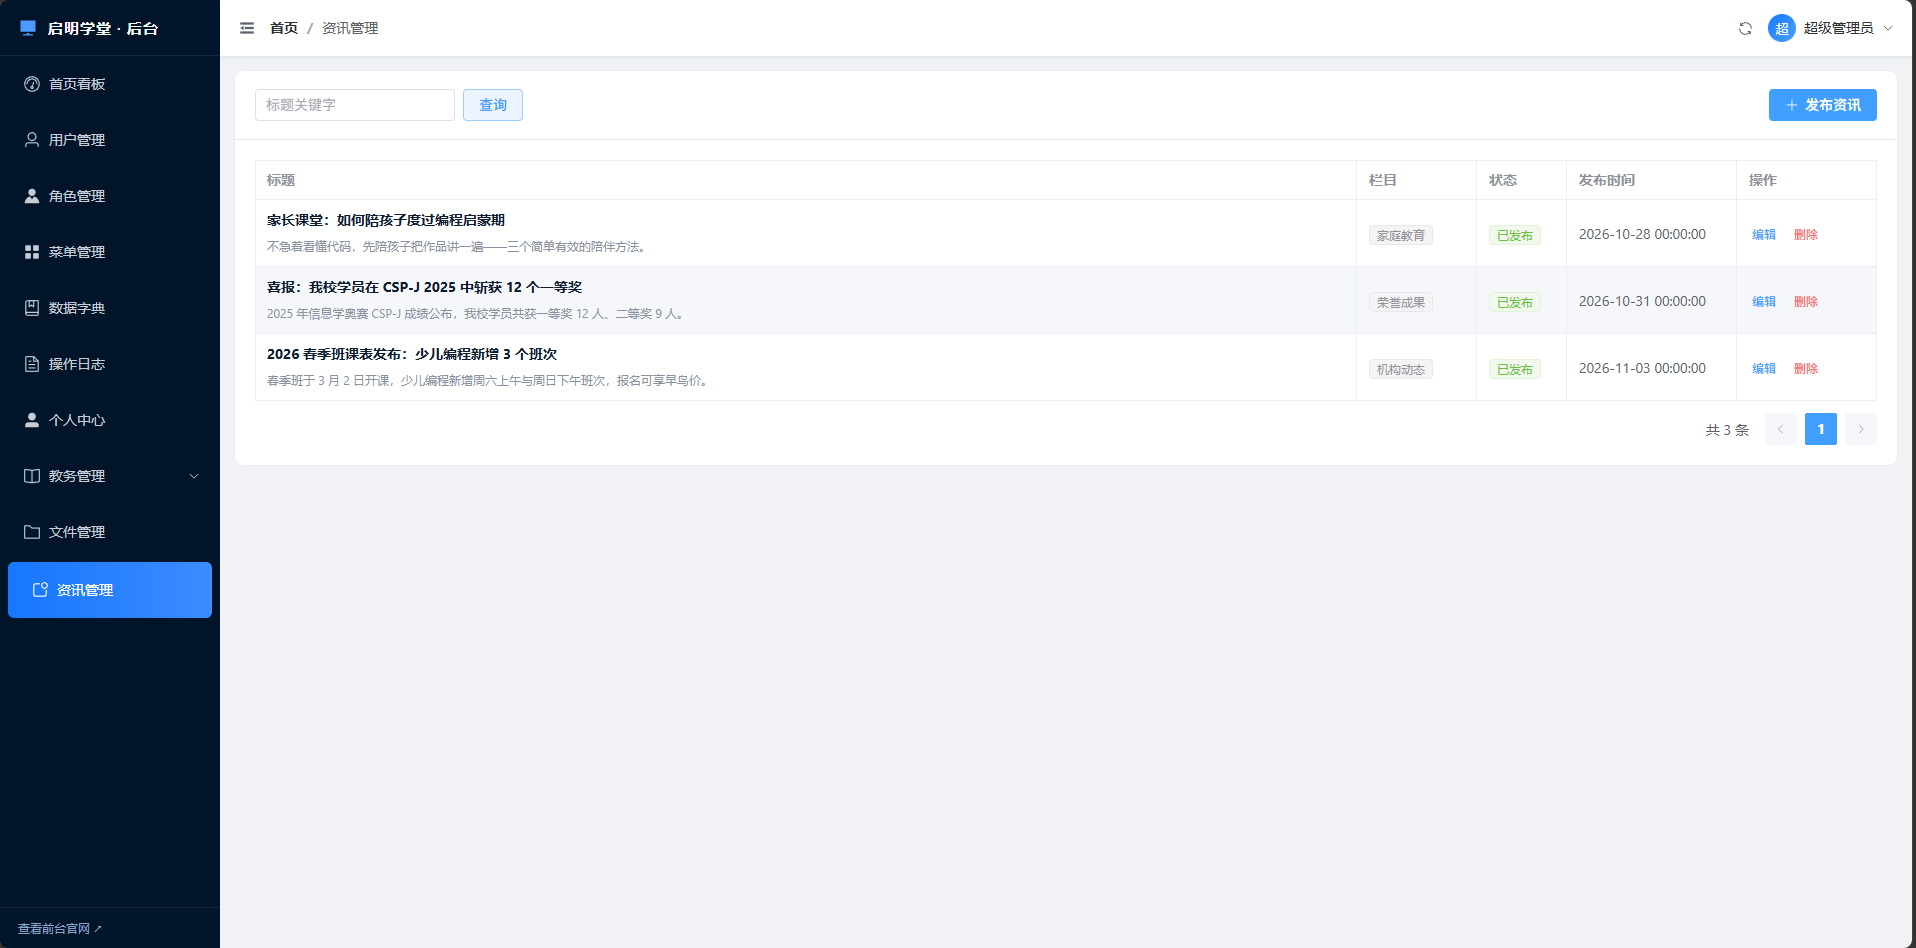 启明学堂 · 后台
首页 / 资讯管理
超 超级管理员
首页看板
用户管理
角色管理
菜单管理
数据字典
操作日志
个人中心
教务管理
文件管理
资讯管理
查看前台官网 ↗
标题关键字 查询 + 发布资讯
标题 栏目 状态 发布时间 操作
家长课堂：如何陪孩子度过编程启蒙期
不急着看懂代码，先陪孩子把作品讲一遍——三个简单有效的陪伴方法。
家庭教育 已发布 2026-10-28 00:00:00 编辑 删除
喜报：我校学员在 CSP-J 2025 中斩获 12 个一等奖
2025 年信息学奥赛 CSP-J 成绩公布，我校学员共获一等奖 12 人、二等奖 9 人。
荣誉成果 已发布 2026-10-31 00:00:00 编辑 删除
2026 春季班课表发布：少儿编程新增 3 个班次
春季班于 3 月 2 日开课，少儿编程新增周六上午与周日下午班次，报名可享早鸟价。
机构动态 已发布 2026-11-03 00:00:00 编辑 删除
共 3 条 1